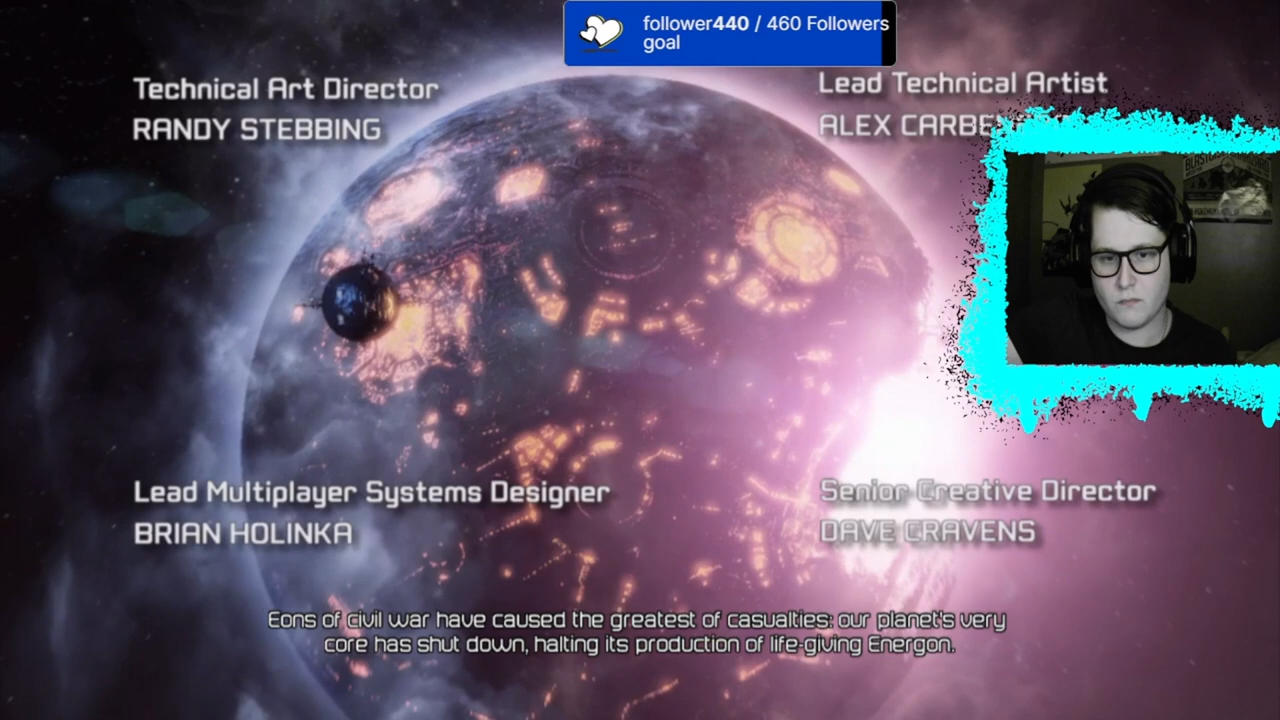 follower440 / 460 Followers
goal
Technical Art Director
RANDY STEBBING
Lead Technical Artist
ALEX
Lead Multiplayer Systems Designer
BRIAN HOLINKA
Senior Creative Director
DAVE CRAVENS
Eons of civil war have caused the greatest of casualties: our planet's very
core has shut down, halting its production of life-giving Energon.